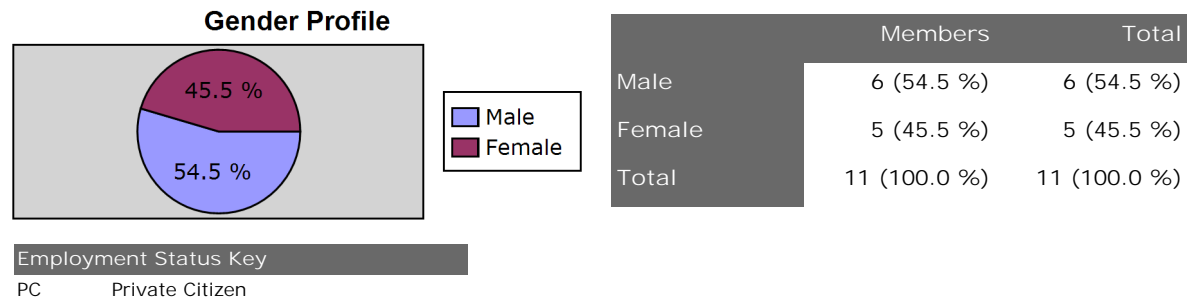 Gender Profile
45.5 %
54.5 %
Male
Female
Members Total
Male 6 (54.5 %) 6 (54.5 %)
Female 5 (45.5 %) 5 (45.5 %)
Total 11 (100.0 %) 11 (100.0 %)
Employment Status Key
PC Private Citizen